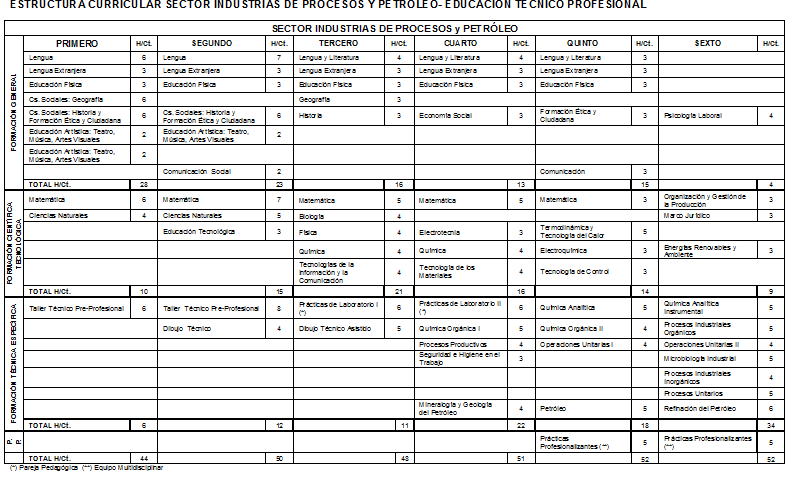 ESTRUCTURA CURRICULAR SECTOR INDUSTRIAS DE PROCESOS Y PETROLEO- EDUCACIÓN TÉCNICO PROFESIONAL
SECTOR INDUSTRIAS DE PROCESOS y PETRÓLEO
PRIMERO H/Ct. SEGUNDO H/Ct. TERCERO H/Ct. CUARTO H/Ct. QUINTO H/Ct. SEXTO H/Ct.
FORMACIÓN GENERAL
Lengua 6 Lengua 7 Lengua y Literatura 4 Lengua y Literatura 4 Lengua y Literatura 3
Lengua Extranjera 3 Lengua Extranjera 3 Lengua Extranjera 3 Lengua Extranjera 3 Lengua Extranjera 3
Educación Física 3 Educación Física 3 Educación Física 3 Educación Física 3 Educación Física 3
Cs. Sociales: Geografía 6 Geografía 3
Cs. Sociales: Historia y Formación Ética y Ciudadana 6 Cs. Sociales: Historia y Formación Ética y Ciudadana 6 Historia 3 Economía Social 3 Formación Ética y Ciudadana 3 Psicología Laboral 4
Educación Artística: Teatro, Música, Artes Visuales 2 Educación Artística: Teatro, Música, Artes Visuales 2
Educación Artística: Teatro, Música, Artes Visuales 2
Comunicación Social 2 Comunicación 3
TOTAL H/Ct. 28 23 16 13 15 4
FORMACIÓN CIENTÍFICA TECNOLÓGICA
Matemática 6 Matemática 7 Matemática 5 Matemática 5 Matemática 3 Organización y Gestión de la Producción 3
Ciencias Naturales 4 Ciencias Naturales 5 Biología 4 Marco Jurídico 3
Educación Tecnológica 3 Física 4 Electrotecnia 3 Termodinámica y Tecnología del Calor 5
Química 4 Química 4 Electroquímica 3 Energías Renovables y Ambiente 3
Tecnologías de la Información y la Comunicación 4 Tecnología de los Materiales 4 Tecnología de Control 3
TOTAL H/Ct. 10 15 21 16 14 9
FORMACIÓN TÉCNICA ESPECÍFICA
Taller Técnico Pre-Profesional 6 Taller Técnico Pre-Profesional 8 Prácticas de Laboratorio I (*) 6 Prácticas de Laboratorio II (*) 6 Química Analítica 5 Química Analítica Instrumental 5
Dibujo Técnico 4 Dibujo Técnico Asistido 5 Química Orgánica I 5 Química Orgánica II 4 Procesos Industriales Orgánicos 5
Procesos Productivos 4 Operaciones Unitarias I 4 Operaciones Unitarias II 4
Seguridad e Higiene en el Trabajo 3 Microbiología Industrial 5
Procesos Industriales Inorgánicos 4
Procesos Unitarios 5
Mineralogía y Geología del Petróleo 4 Petróleo 5 Refinación del Petróleo 6
TOTAL H/Ct. 6 12 11 22 18 34
P. P.
Prácticas Profesionalizantes (**) 5 Prácticas Profesionalizantes (**) 5
TOTAL H/Ct. 44 50 48 51 52 52
(*) Pareja Pedagógica (**) Equipo Multidisciplinar